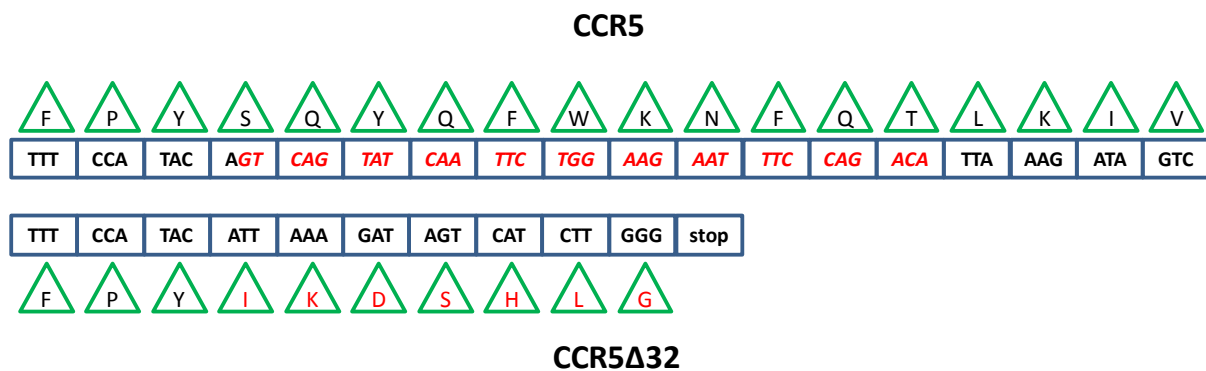 CCR5
F P Y S Q Y Q F W K N F Q T L K I V
TTT CCA TAC AGT CAG TAT CAA TTC TGG AAG AAT TTC CAG ACA TTA AAG ATA GTC
TTT CCA TAC ATT AAA GAT AGT CAT CTT GGG stop
F P Y I K D S H L G
CCR5Δ32